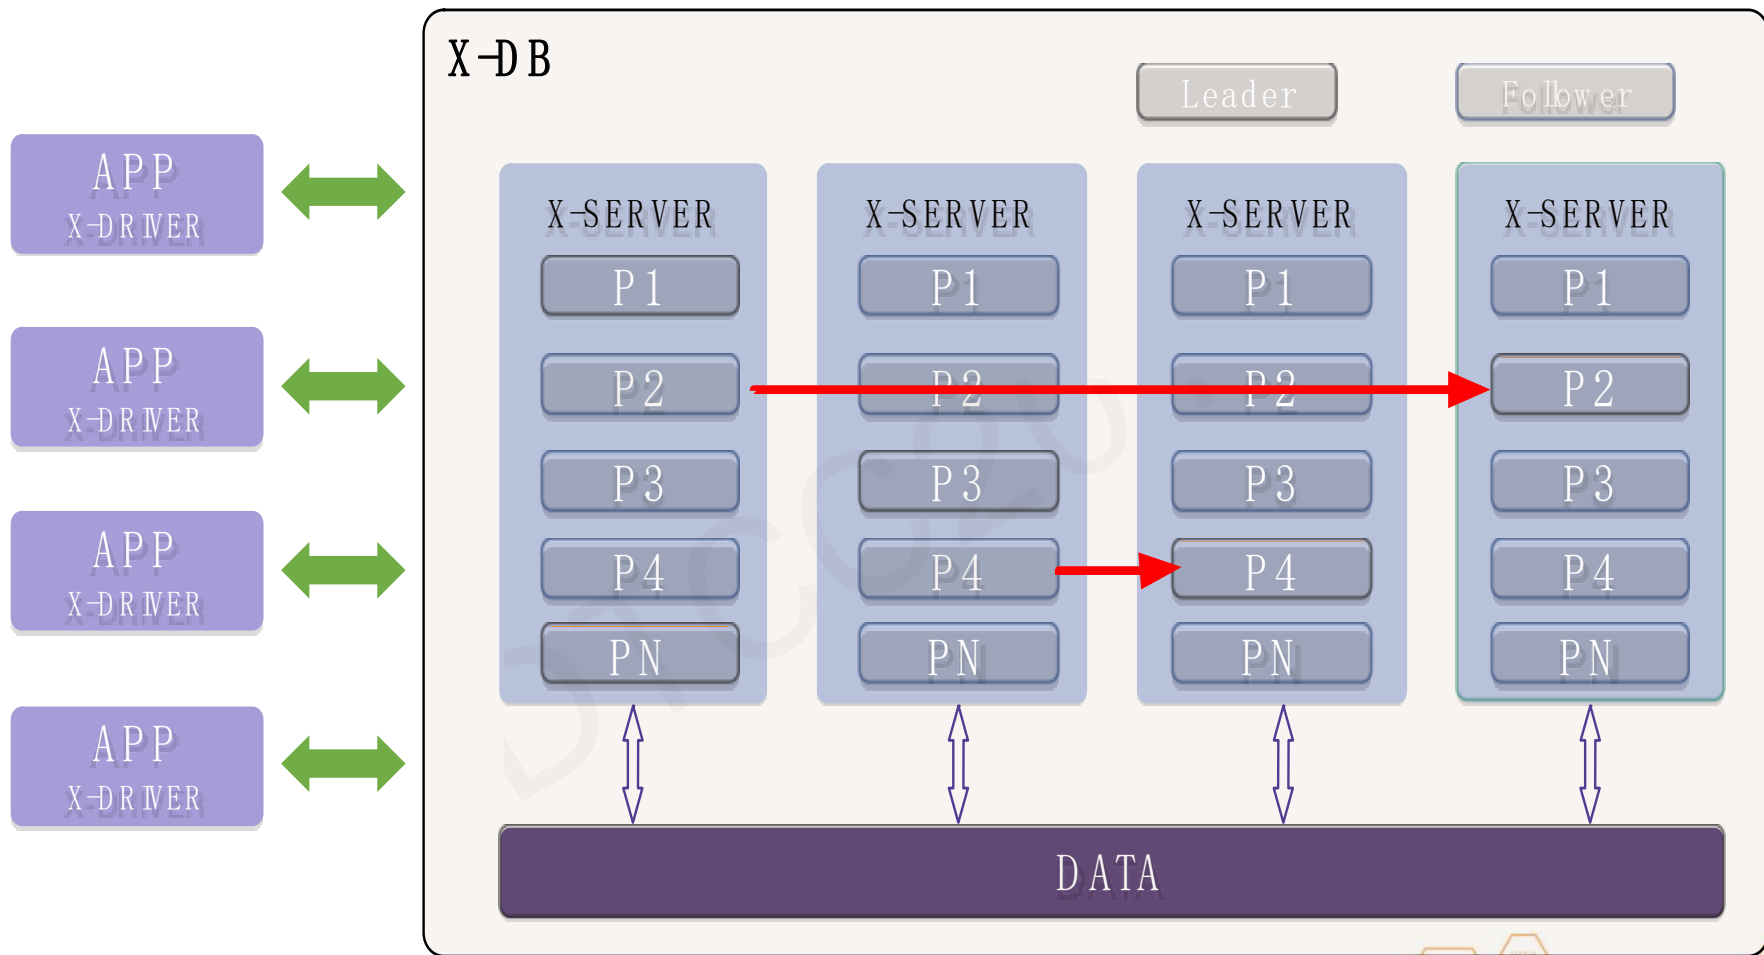 X-DB
Leader
Follower
APP
X-DRIVER
APP
X-DRIVER
APP
X-DRIVER
APP
X-DRIVER
X-SERVER
P1
P2
P3
P4
PN
X-SERVER
P1
P2
P3
P4
PN
X-SERVER
P1
P2
P3
P4
PN
X-SERVER
P1
P2
P3
P4
PN
DATA